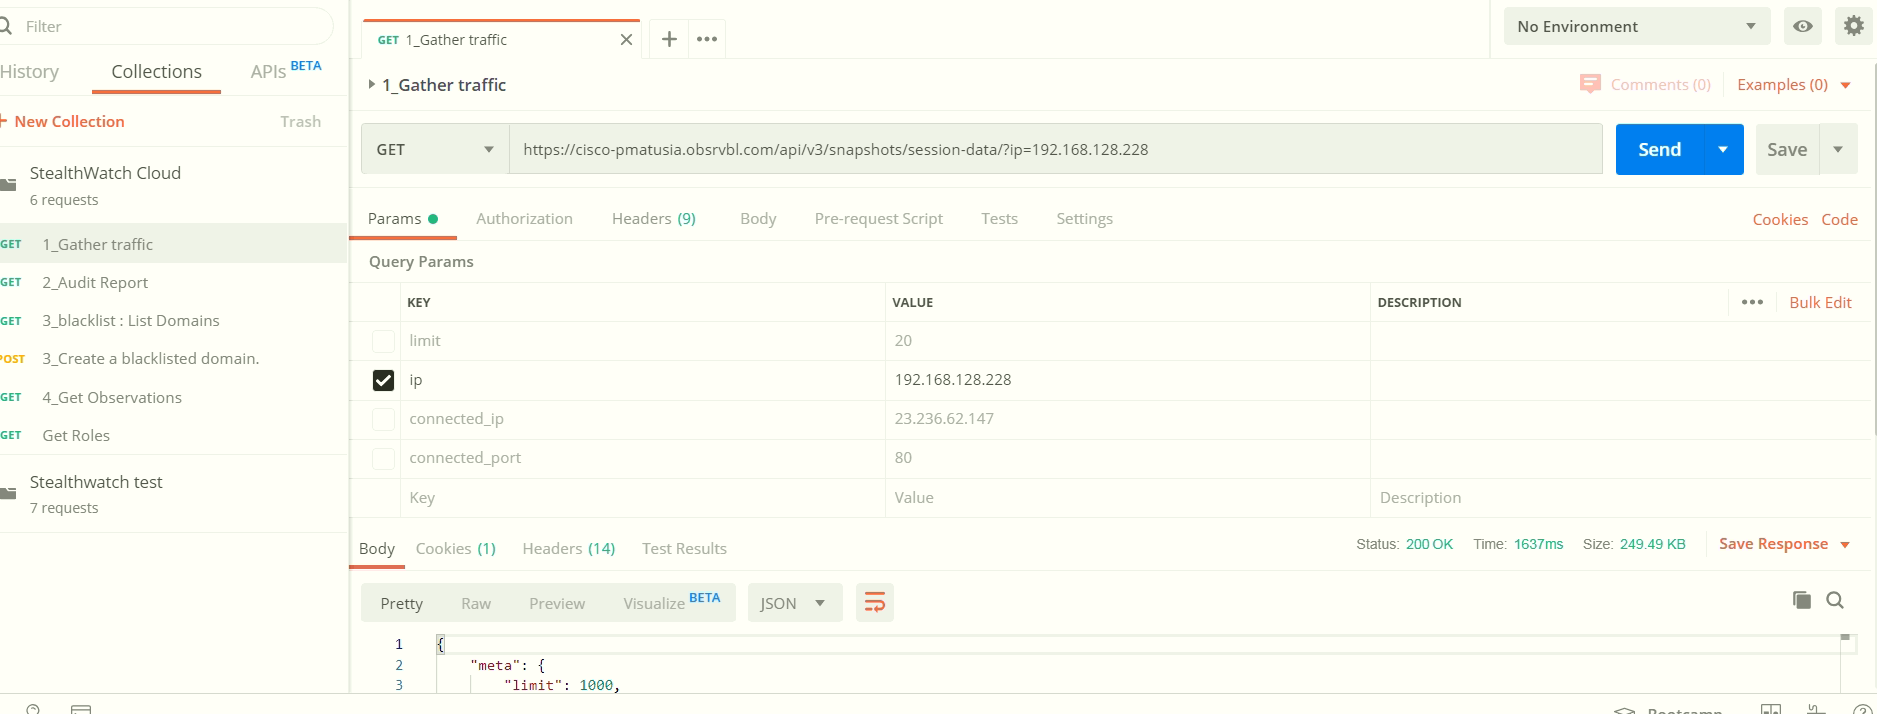 Filter
History Collections APIs BETA
+ New Collection Trash
StealthWatch Cloud
6 requests
GET 1_Gather traffic
GET 2_Audit Report
GET 3_blacklist : List Domains
POST 3_Create a blacklisted domain.
GET 4_Get Observations
GET Get Roles
Stealthwatch test
7 requests
GET 1_Gather traffic
No Environment
1_Gather traffic
Comments (0) Examples (0)
GET https://cisco-pmatusia.obsrvbl.com/api/v3/snapshots/session-data/?ip=192.168.128.228 Send Save
Params Authorization Headers (9) Body Pre-request Script Tests Settings Cookies Code
Query Params
KEY VALUE DESCRIPTION ••• Bulk Edit
limit 20
ip 192.168.128.228
connected_ip 23.236.62.147
connected_port 80
Key Value Description
Body Cookies (1) Headers (14) Test Results Status: 200 OK Time: 1637ms Size: 249.49 KB Save Response
Pretty Raw Preview Visualize BETA JSON
1 {
2 "meta": {
3 "limit": 1000,
Bootcamp